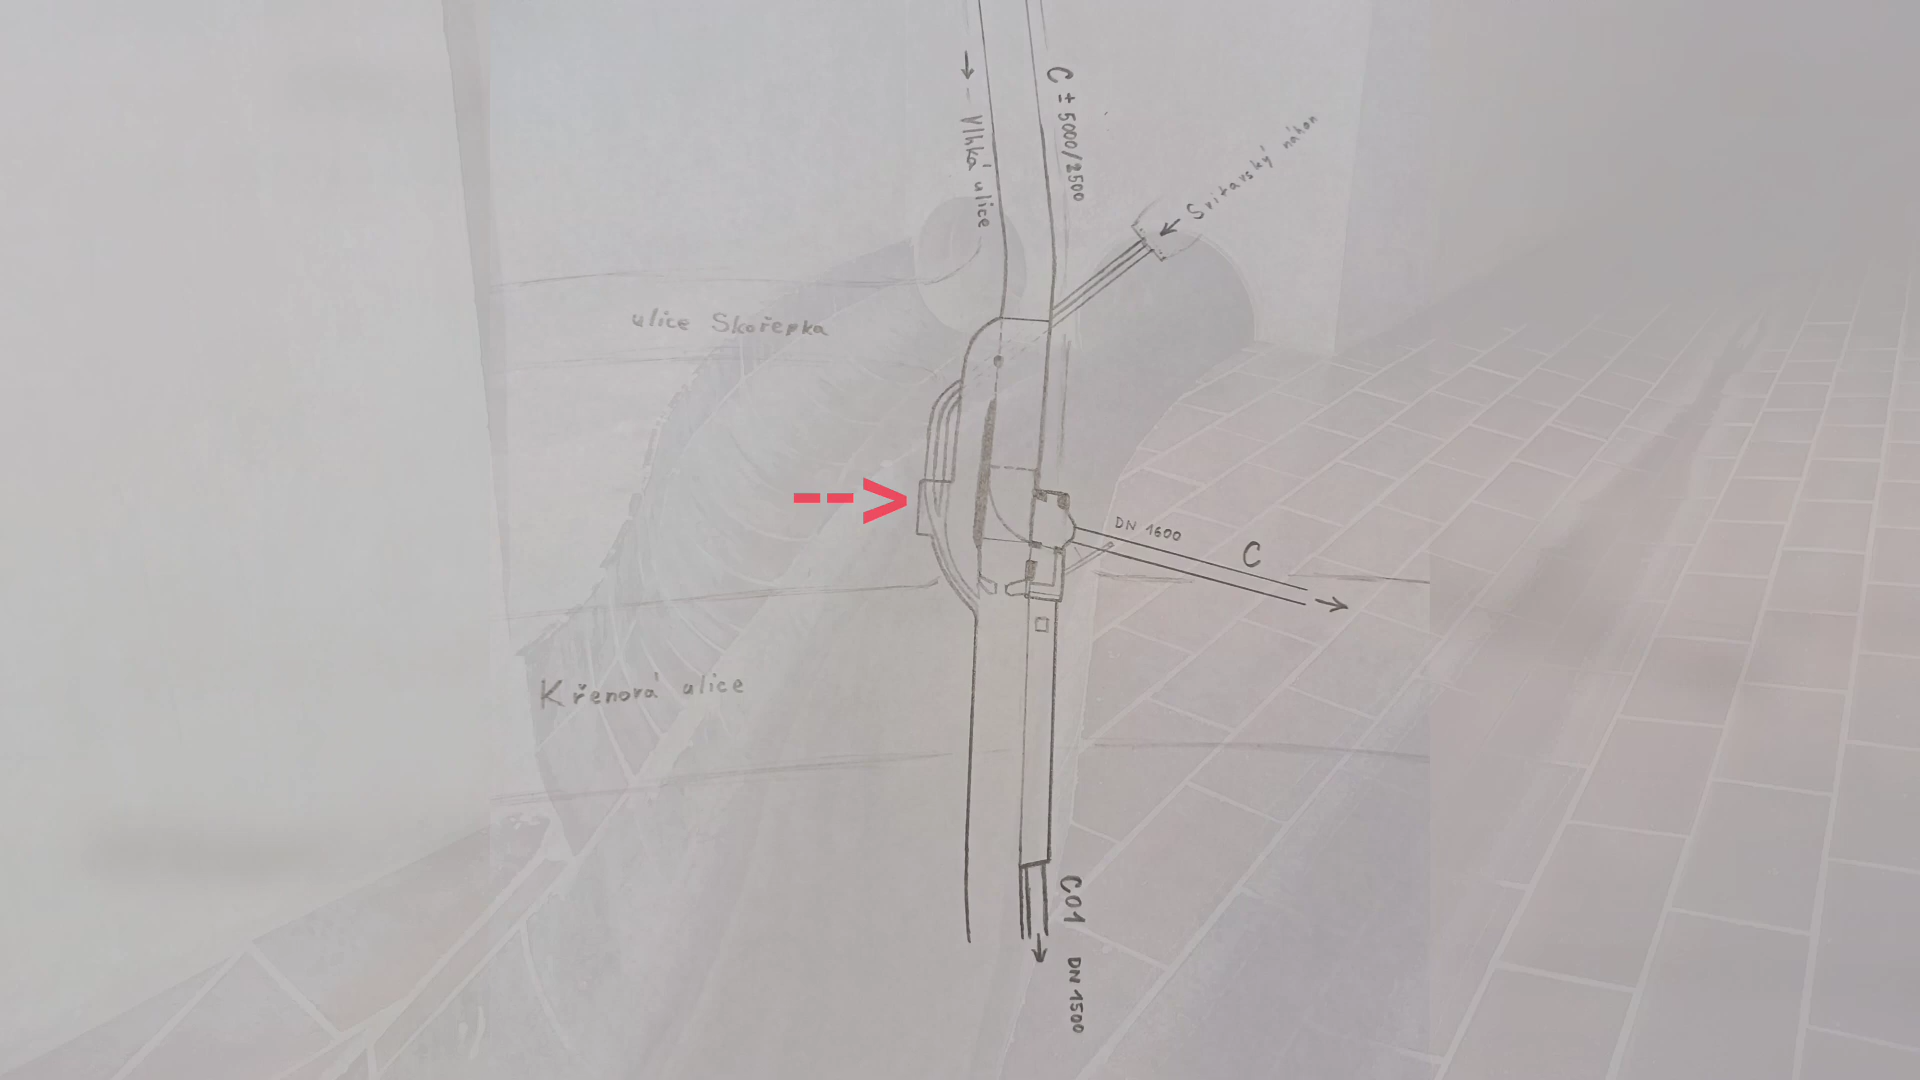 C ± 5000/2500
Vlhká ulice
Svitavský náhon
ulice Skořepka
DN 1600
C
Křenová ulice
C01 DN 1500